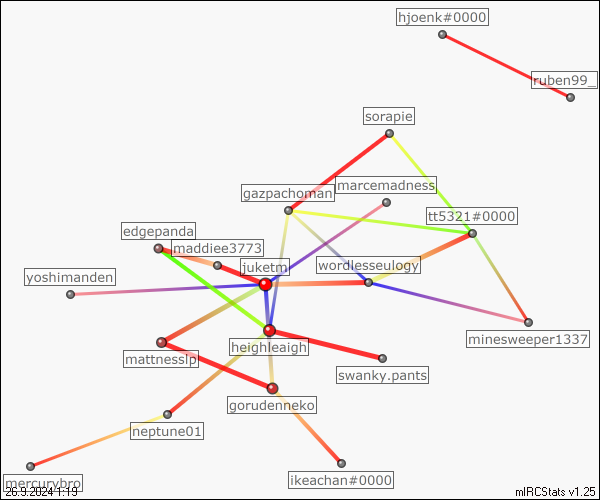 hjoenk#0000
ruben99_
sorapie
marcemadness
gazpachoman
tt5321#0000
edgepanda
maddiee3773
juketm
wordlesseulogy
yoshimanden
minesweeper1337
heighleaigh
mattnesslp
swanky.pants
gorudenneko
neptune01
ikeachan#0000
mercurybro
26.9.2024 1:19
mIRCStats v1.25